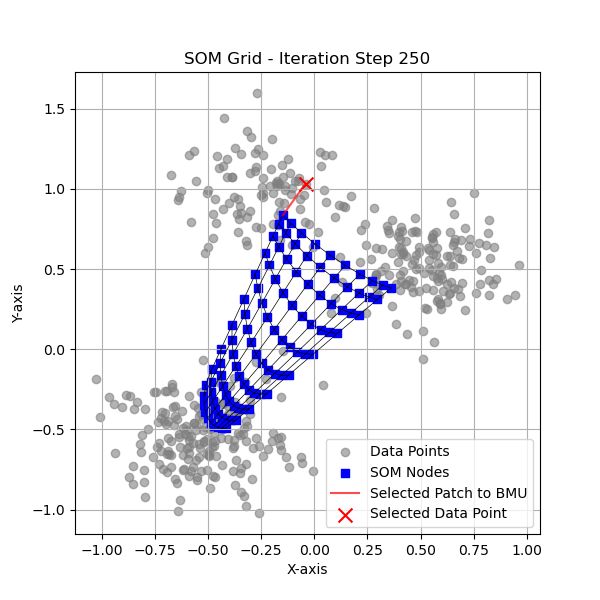 SOM Grid - Iteration Step 250
Y-axis
1.5
1.0
0.5
0.0
−0.5
−1.0
Data Points
SOM Nodes
Selected Patch to BMU
Selected Data Point
−1.00 −0.75 −0.50 −0.25 0.00 0.25 0.50 0.75 1.00
X-axis